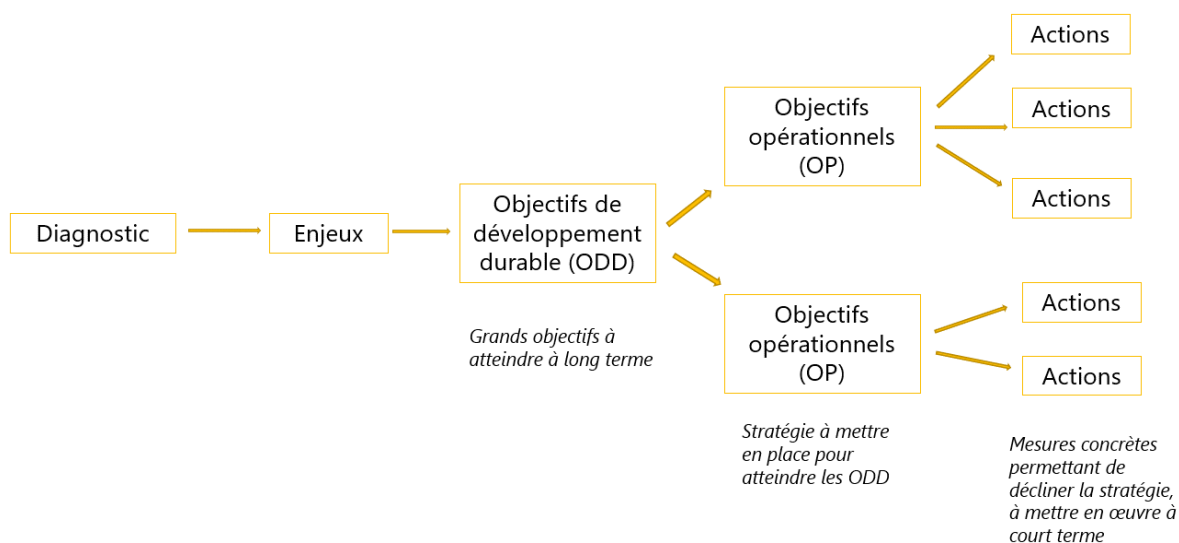 Diagnostic
Enjeux
Objectifs de
développement
durable (ODD)
Grands objectifs à
atteindre à long terme
Objectifs
opérationnels
(OP)
Objectifs
opérationnels
(OP)
Stratégie à mettre
en place pour
atteindre les ODD
Actions
Actions
Actions
Actions
Actions
Mesures concrètes
permettant de
décliner la stratégie,
à mettre en œuvre à
court terme